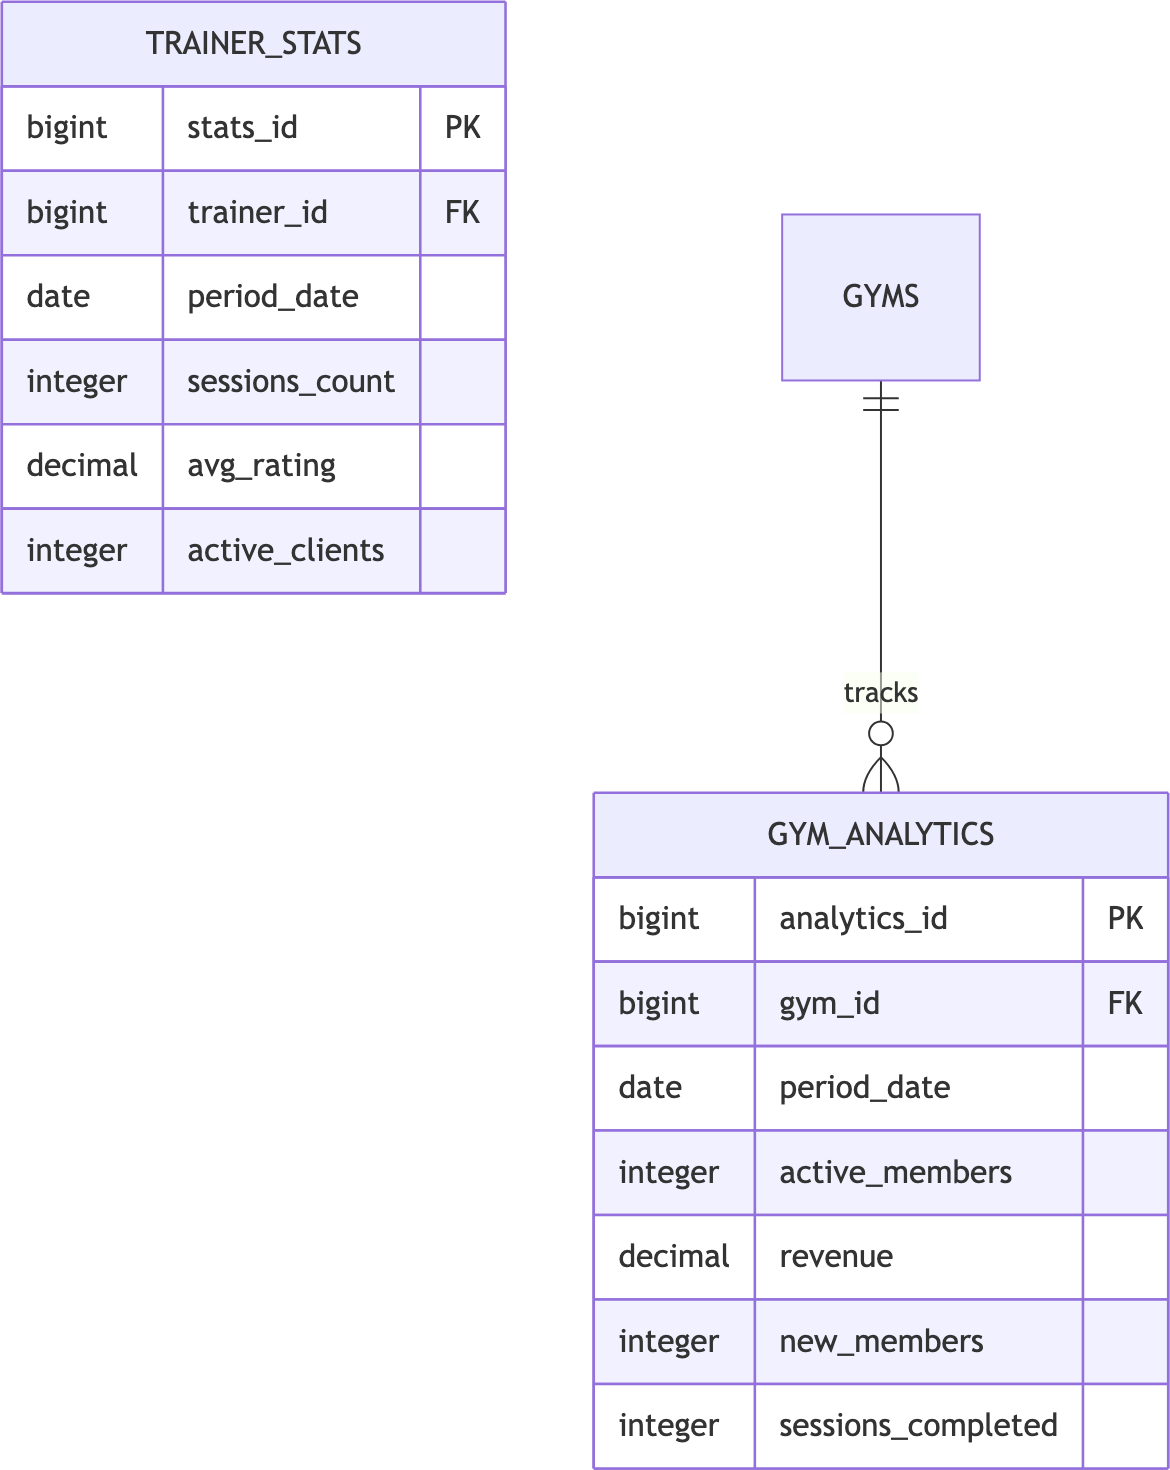 TRAINER_STATS
bigint stats_id PK
bigint trainer_id FK
date period_date
integer sessions_count
decimal avg_rating
integer active_clients
GYMS
tracks
GYM_ANALYTICS
bigint analytics_id PK
bigint gym_id FK
date period_date
integer active_members
decimal revenue
integer new_members
integer sessions_completed